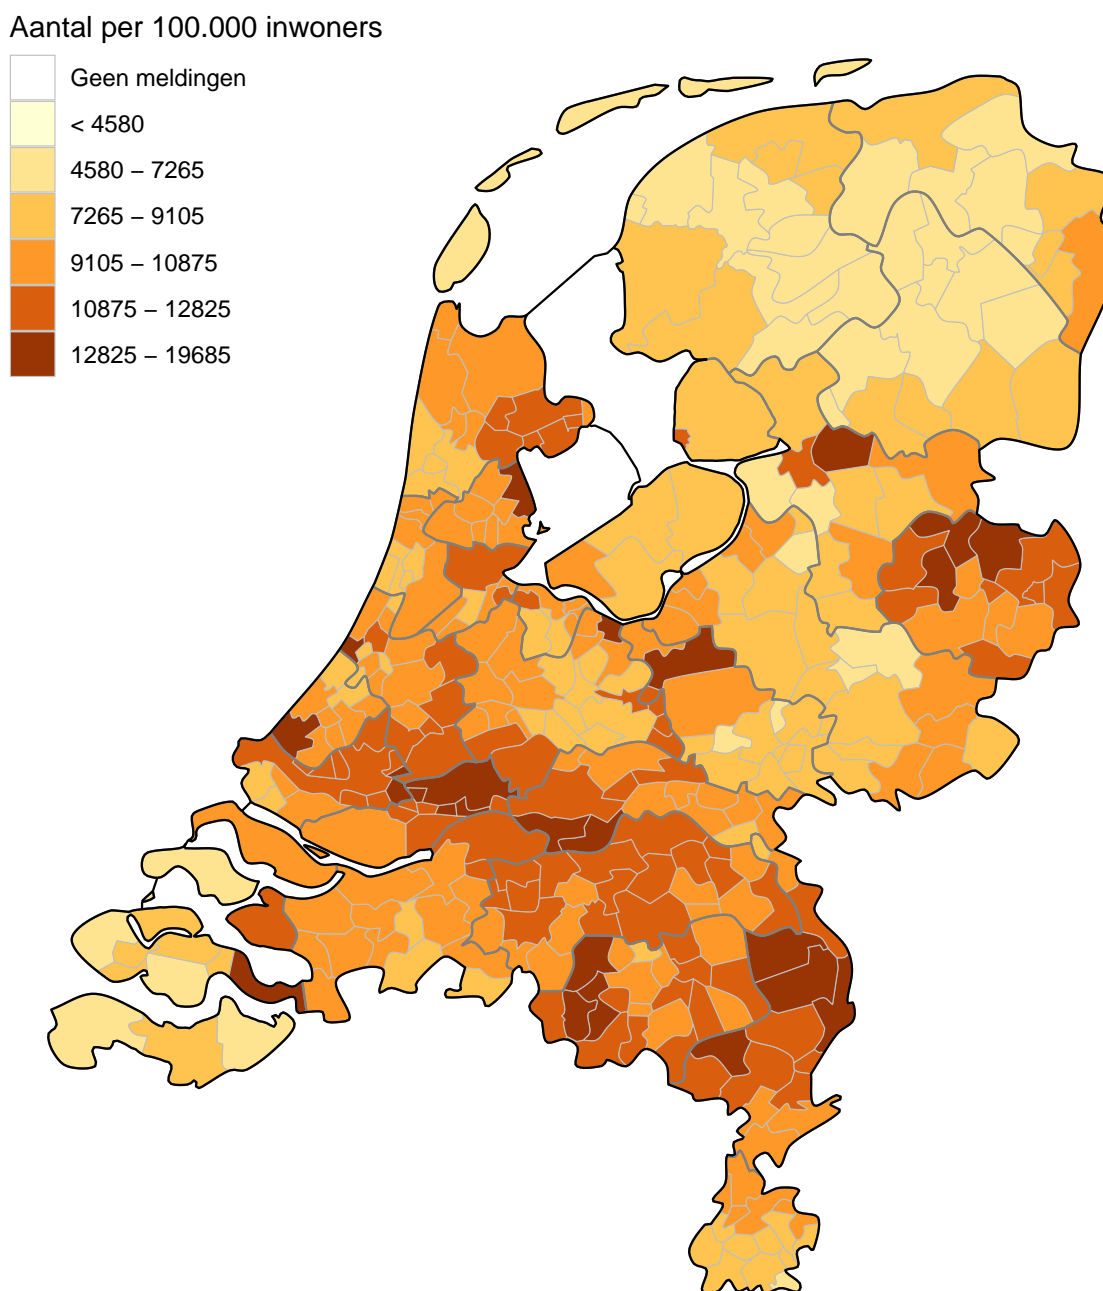 Aantal per 100.000 inwoners
Geen meldingen
< 4580
4580 – 7265
7265 – 9105
9105 – 10875
10875 – 12825
12825 – 19685